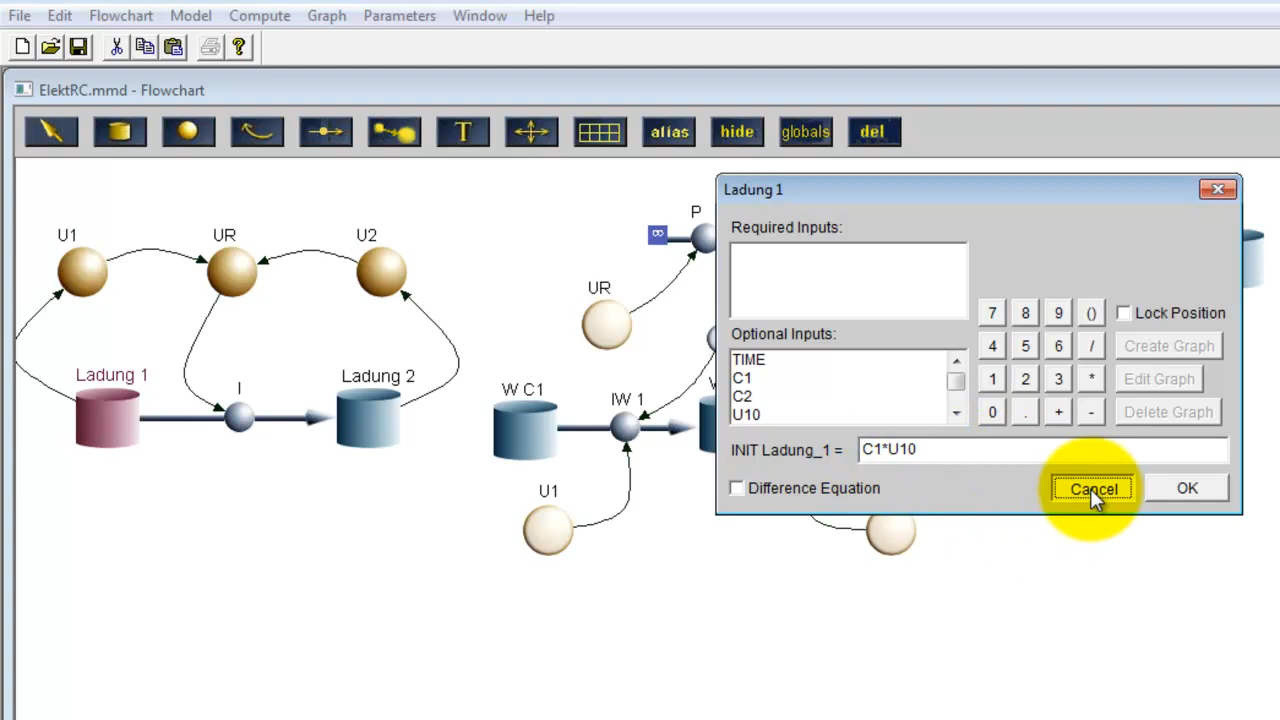 File Edit Flowchart Model Compute Graph Parameters Window Help
ElektRC.mmd - Flowchart
T alias hide globals del
U1 UR U2
Ladung 1 I Ladung 2
P
UR
W C1 IW 1
U1
Ladung 1
Required Inputs:
7 8 9 () Lock Position
Optional Inputs:
4 5 6 / Create Graph
TIME
C1
C2
U10
1 2 3 * Edit Graph
0 . + - Delete Graph
INIT Ladung_1 = C1*U10
Difference Equation Cancel OK